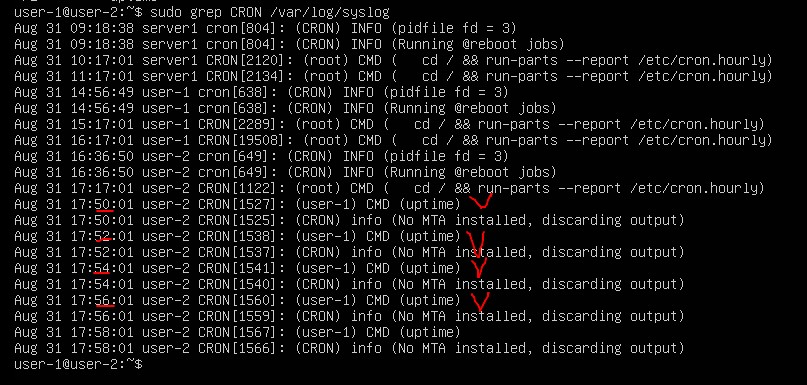 user-1@user-2:~$ sudo grep CRON /var/log/syslog
Aug 31 09:18:38 server1 cron[804]: (CRON) INFO (pidfile fd = 3)
Aug 31 09:18:38 server1 cron[804]: (CRON) INFO (Running @reboot jobs)
Aug 31 10:17:01 server1 CRON[2120]: (root) CMD (   cd / && run-parts --report /etc/cron.hourly)
Aug 31 11:17:01 server1 CRON[2134]: (root) CMD (   cd / && run-parts --report /etc/cron.hourly)
Aug 31 14:56:49 user-1 cron[638]: (CRON) INFO (pidfile fd = 3)
Aug 31 14:56:49 user-1 cron[638]: (CRON) INFO (Running @reboot jobs)
Aug 31 15:17:01 user-1 CRON[2289]: (root) CMD (   cd / && run-parts --report /etc/cron.hourly)
Aug 31 16:17:01 user-1 CRON[19508]: (root) CMD (   cd / && run-parts --report /etc/cron.hourly)
Aug 31 16:36:50 user-2 cron[649]: (CRON) INFO (pidfile fd = 3)
Aug 31 16:36:50 user-2 cron[649]: (CRON) INFO (Running @reboot jobs)
Aug 31 17:17:01 user-2 CRON[1122]: (root) CMD (   cd / && run-parts --report /etc/cron.hourly)
Aug 31 17:50:01 user-2 CRON[1527]: (user-1) CMD (uptime)
Aug 31 17:50:01 user-2 CRON[1525]: (CRON) info (No MTA installed, discarding output)
Aug 31 17:52:01 user-2 CRON[1538]: (user-1) CMD (uptime)
Aug 31 17:52:01 user-2 CRON[1537]: (CRON) info (No MTA installed, discarding output)
Aug 31 17:54:01 user-2 CRON[1541]: (user-1) CMD (uptime)
Aug 31 17:54:01 user-2 CRON[1540]: (CRON) info (No MTA installed, discarding output)
Aug 31 17:56:01 user-2 CRON[1560]: (user-1) CMD (uptime)
Aug 31 17:56:01 user-2 CRON[1559]: (CRON) info (No MTA installed, discarding output)
Aug 31 17:58:01 user-2 CRON[1567]: (user-1) CMD (uptime)
Aug 31 17:58:01 user-2 CRON[1566]: (CRON) info (No MTA installed, discarding output)
user-1@user-2:~$